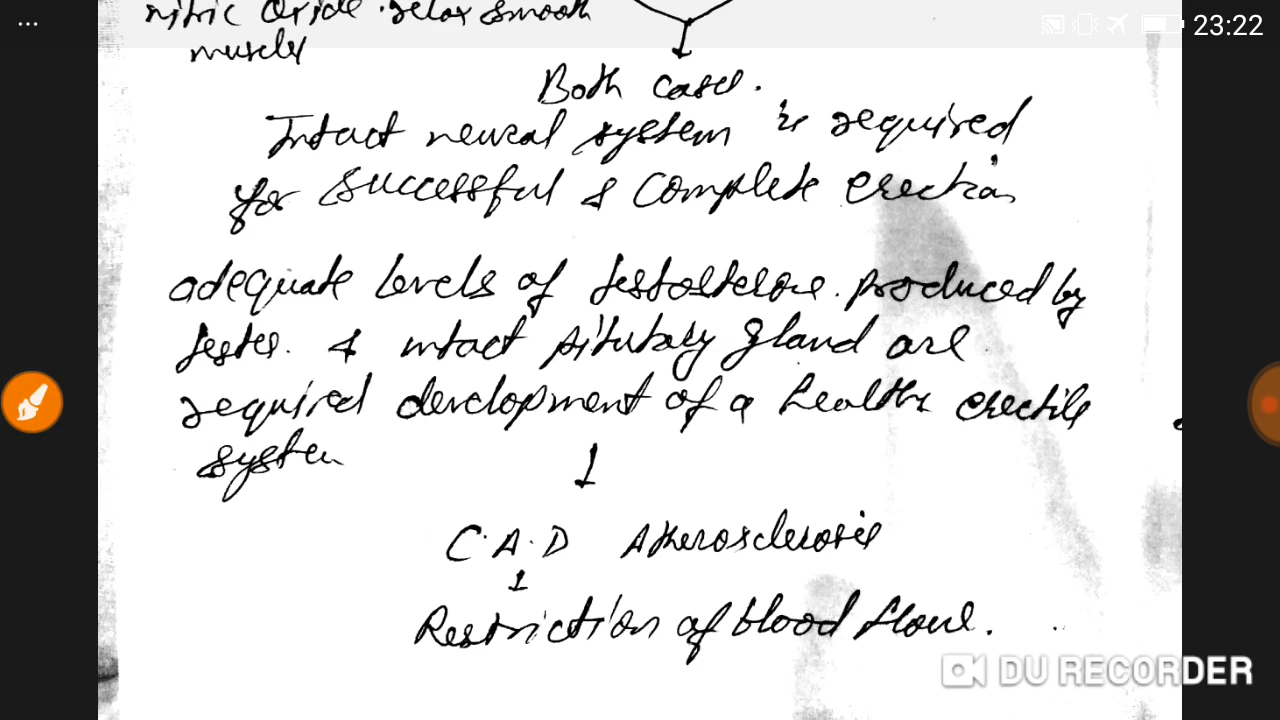 ...
23:22
nitric oxide. relax smooth
muscles
Both cases.
Intact neural system is required
for successful & complete erection
adequate levels of testosterone. produced by
testes. & intact pitutary gland are
required development of a healthy erectile
system
C.A.D Atherosclerosis
Restriction of blood flow.
DU RECORDER